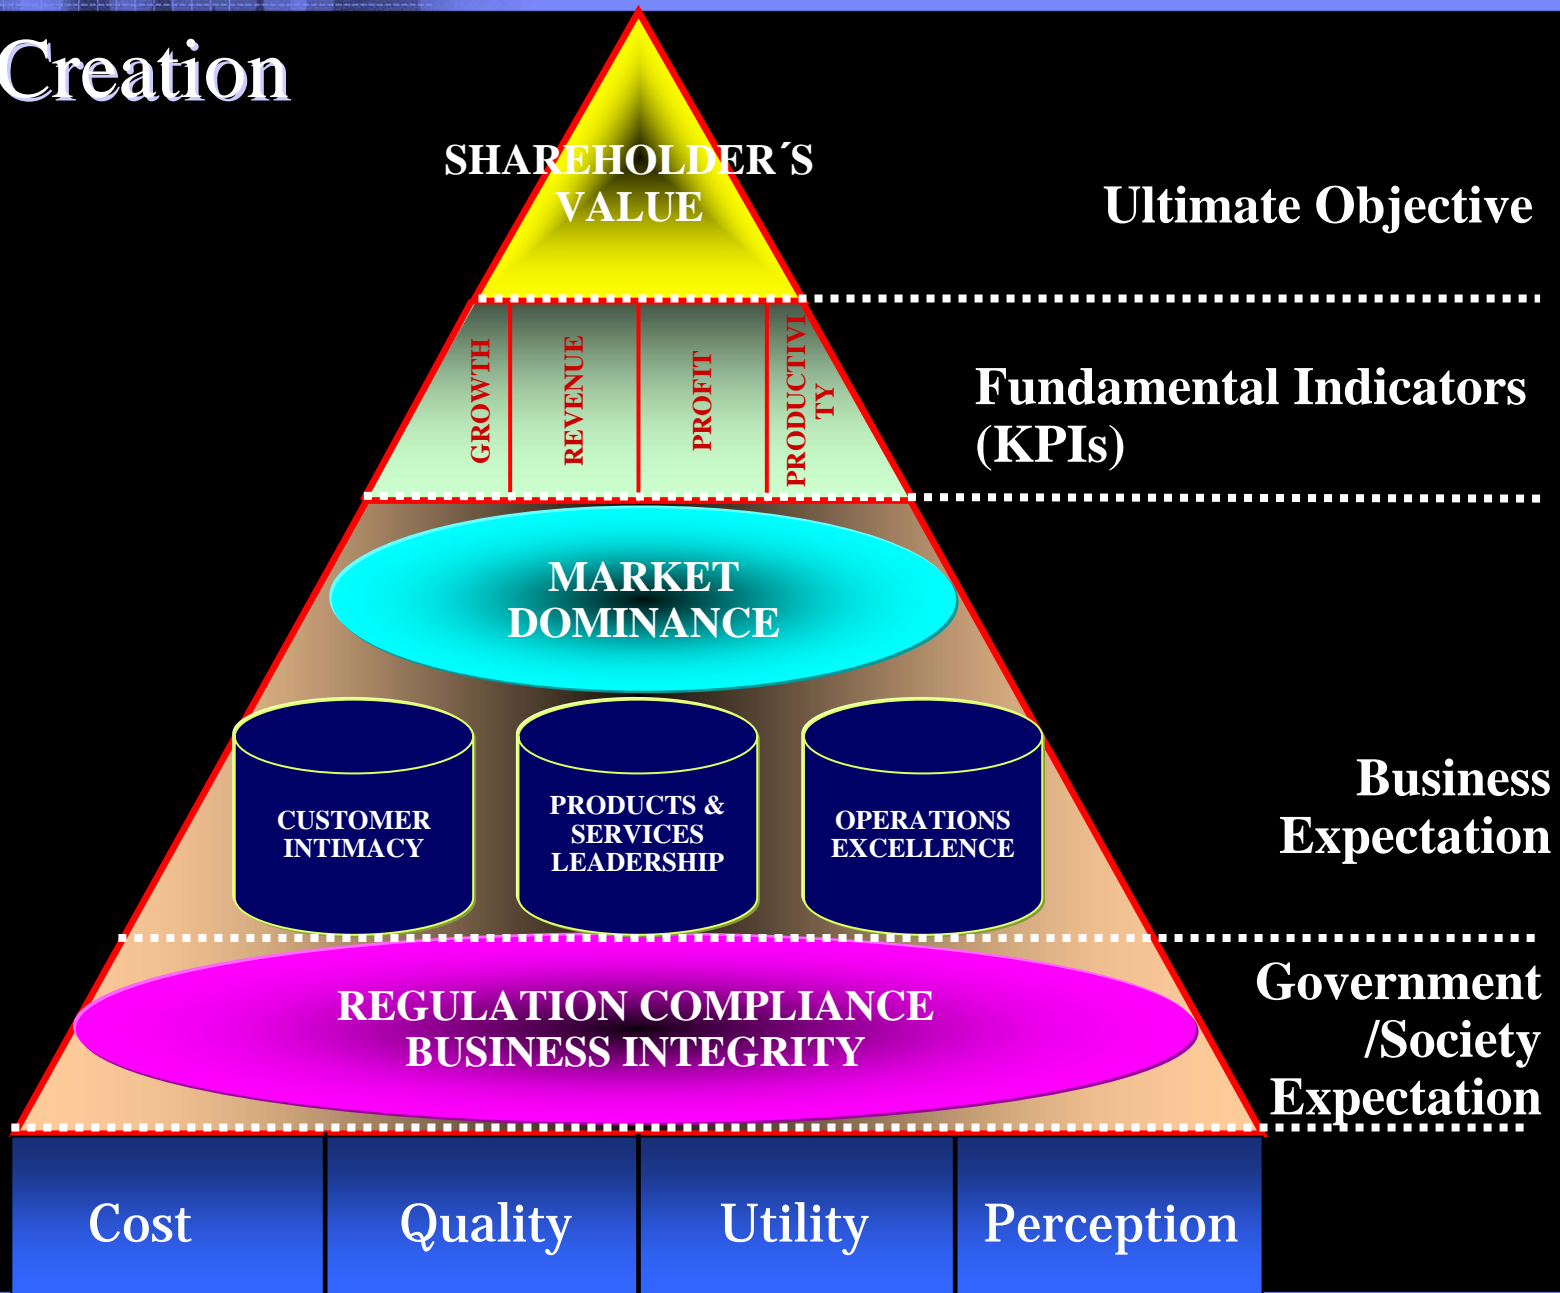 Creation
SHAREHOLDER´S
VALUE
Ultimate Objective
GROWTH
REVENUE
PROFIT
PRODUCTIVI
TY
Fundamental Indicators
(KPIs)
MARKET
DOMINANCE
CUSTOMER
INTIMACY
PRODUCTS &
SERVICES
LEADERSHIP
OPERATIONS
EXCELLENCE
Business
Expectation
REGULATION COMPLIANCE
BUSINESS INTEGRITY
Government
/Society
Expectation
Cost
Quality
Utility
Perception